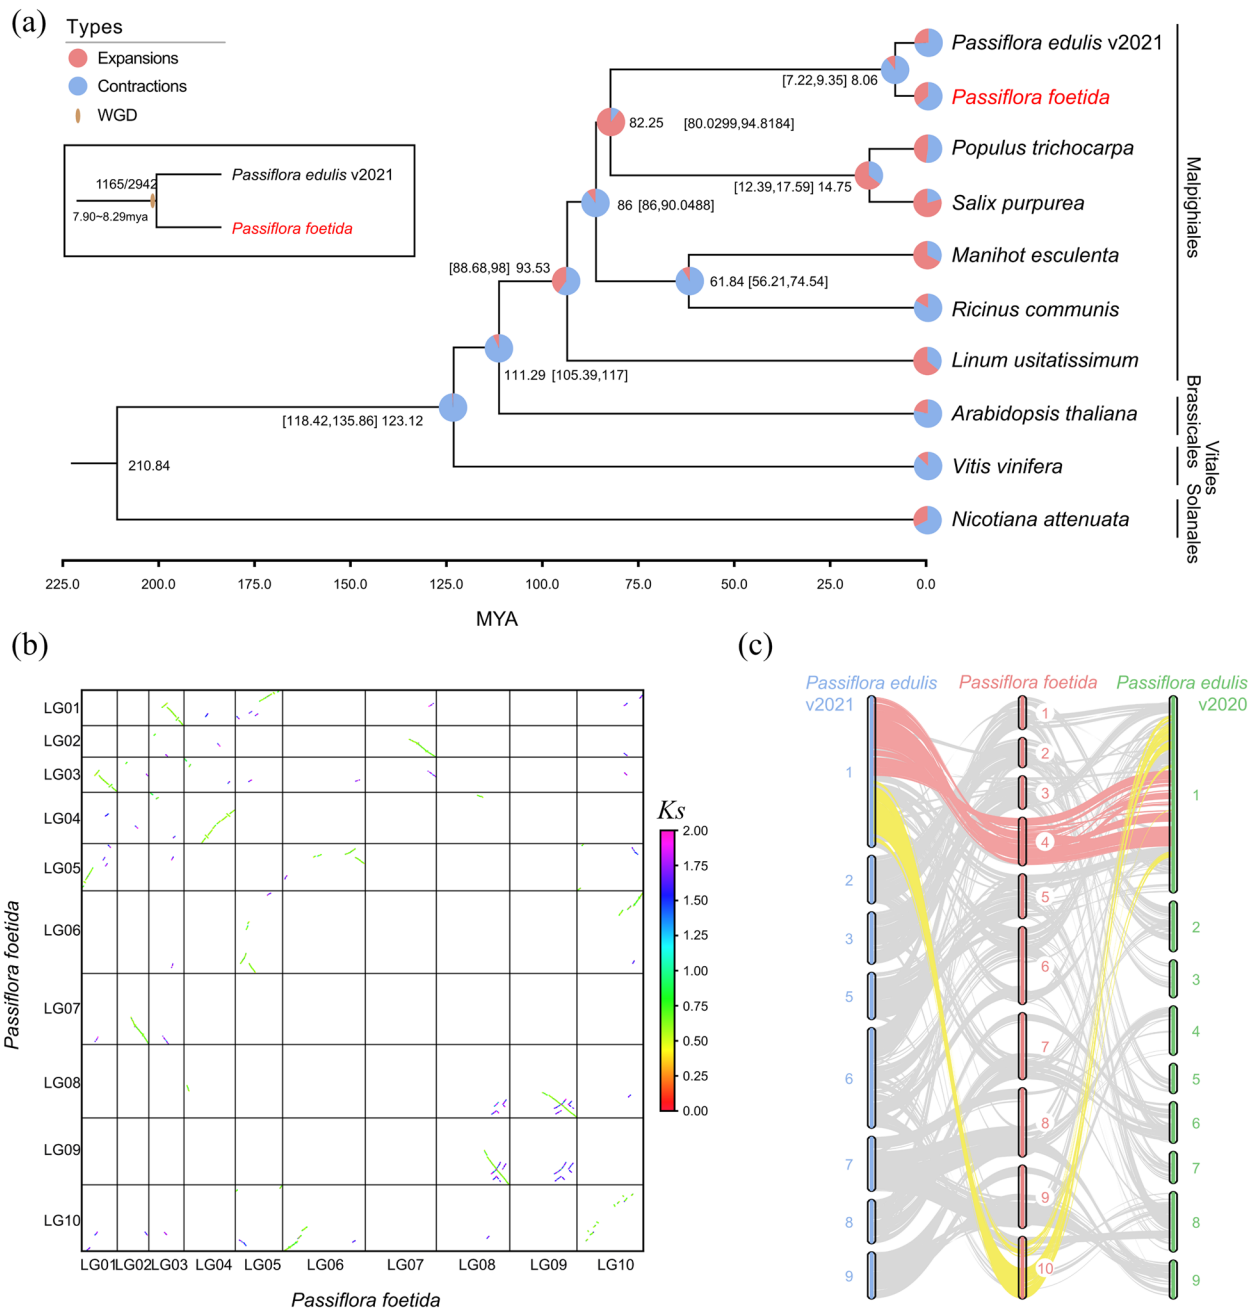 (a)
Types
Expansions
Contractions
WGD
1165/2942
7.90~8.29mya
Passiflora edulis v2021
Passiflora foetida
Passiflora edulis v2021
[7.22,9.35] 8.06
Passiflora foetida
82.25 [80.0299,94.8184]
Populus trichocarpa
[12.39,17.59] 14.75
Salix purpurea
86 [86,90.0488]
Manihot esculenta
[88.68,98] 93.53
61.84 [56.21,74.54]
Ricinus communis
Linum usitatissimum
111.29 [105.39,117]
Arabidopsis thaliana
[118.42,135.86] 123.12
Vitis vinifera
210.84
Nicotiana attenuata
Malpighiales
Brassicales
Vitales
Solanales
225.0 200.0 175.0 150.0 125.0 100.0 75.0 50.0 25.0 0.0
MYA
(b)
LG01
LG02
LG03
LG04
LG05
LG06
LG07
LG08
LG09
LG10
Passiflora foetida
LG01 LG02 LG03 LG04 LG05 LG06 LG07 LG08 LG09 LG10
Passiflora foetida
Ks
2.00
1.75
1.50
1.25
1.00
0.75
0.50
0.25
0.00
(c)
Passiflora edulis
v2021
Passiflora foetida
Passiflora edulis
v2020
1
2
3
5
6
7
8
9
1
2
3
4
5
6
7
8
9
10
1
2
3
4
5
6
7
8
9